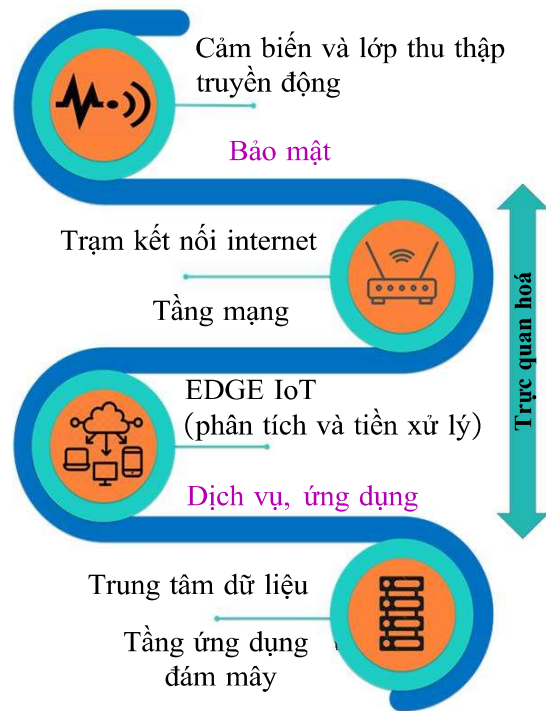 Cảm biến và lớp thu thập
truyền động
Bảo mật
Trạm kết nối internet
Tầng mạng
Trực quan hoá
EDGE IoT
(phân tích và tiền xử lý)
Dịch vụ, ứng dụng
Trung tâm dữ liệu
Tầng ứng dụng
đám mây